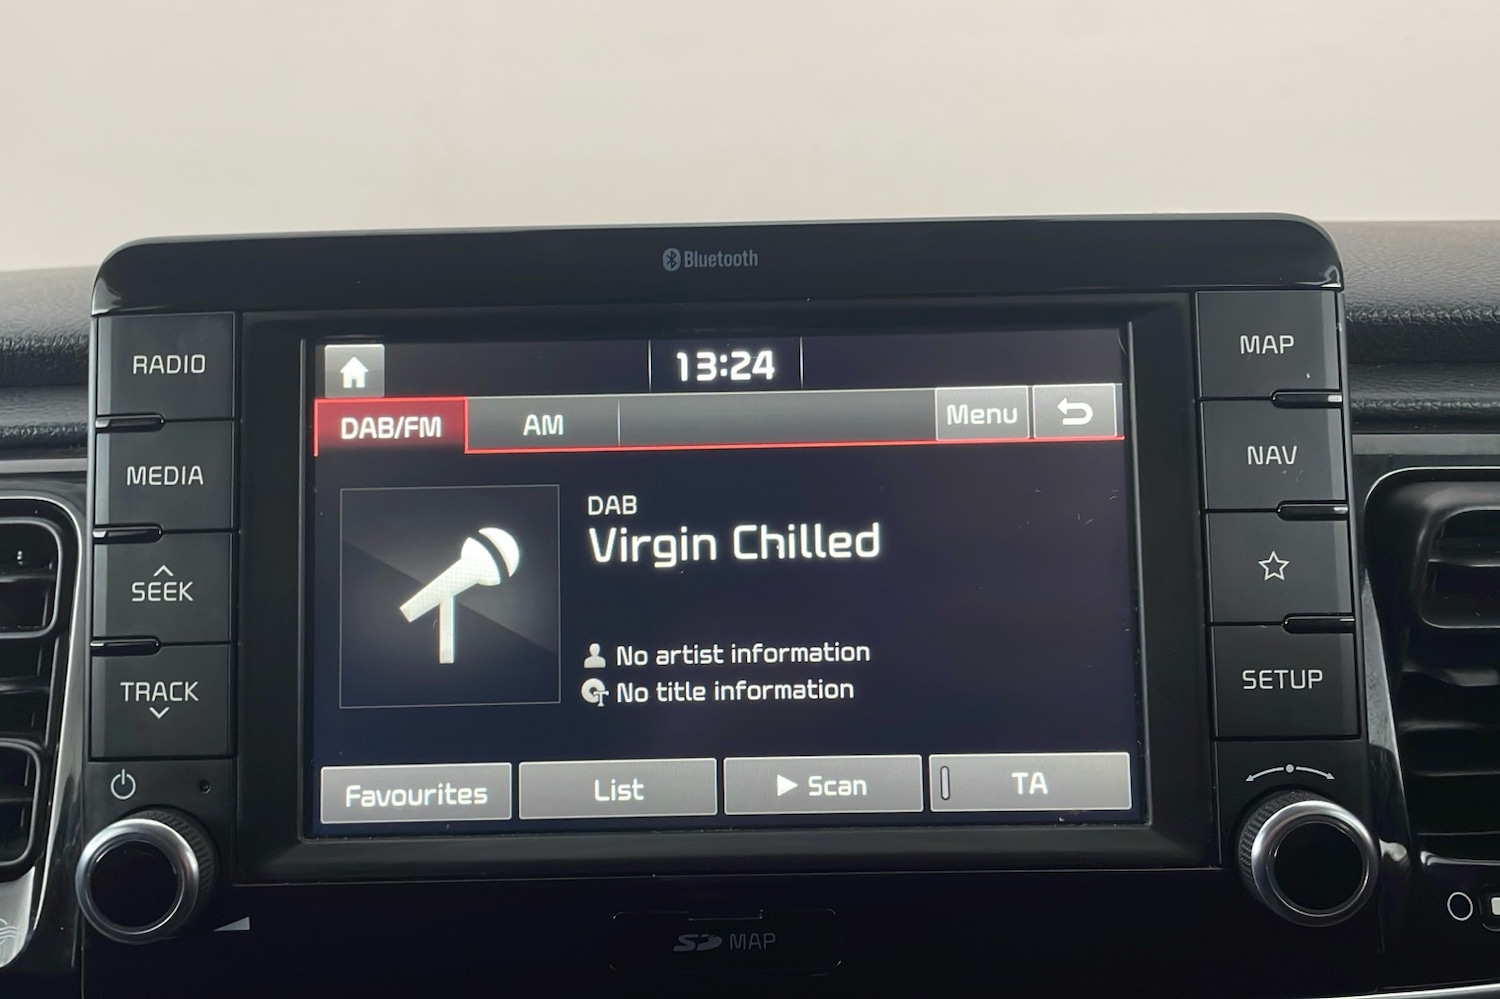 Bluetooth
RADIO
MEDIA
SEEK
TRACK
13:24
DAB/FM
AM
Menu
DAB
Virgin Chilled
No artist information
No title information
Favourites
List
Scan
TA
MAP
NAV
SETUP
SD MAP